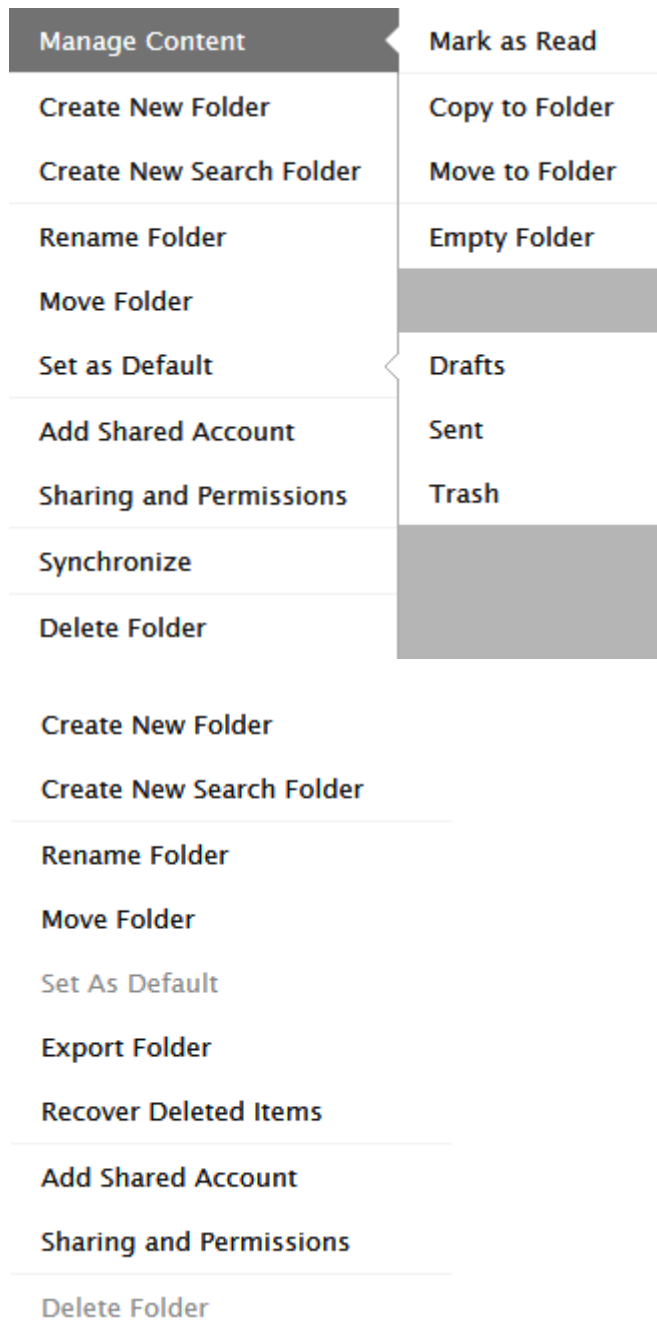 Manage Content
Create New Folder
Create New Search Folder
Rename Folder
Move Folder
Set as Default
Add Shared Account
Sharing and Permissions
Synchronize
Delete Folder
Mark as Read
Copy to Folder
Move to Folder
Empty Folder
Drafts
Sent
Trash
Create New Folder
Create New Search Folder
Rename Folder
Move Folder
Set As Default
Export Folder
Recover Deleted Items
Add Shared Account
Sharing and Permissions
Delete Folder